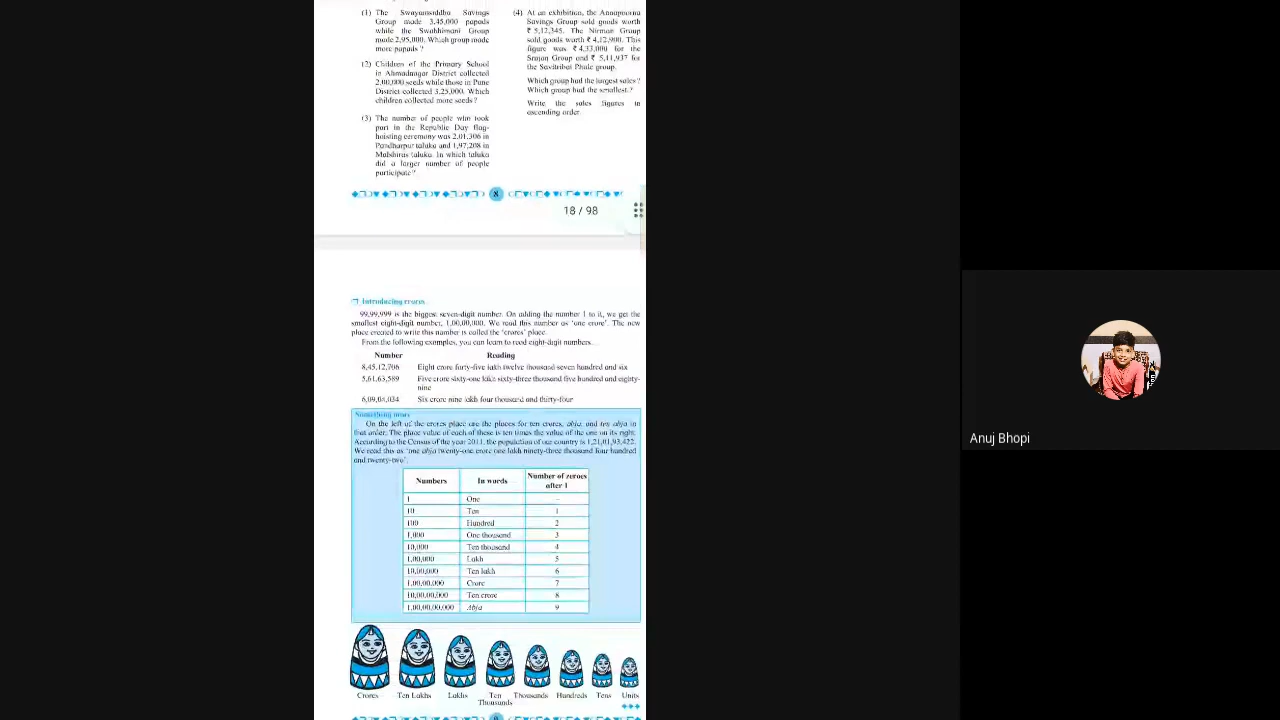 (1) The Swayamsiddha Savings
Group made 3,45,000 papads
while the Swabhimani Group
made 2,95,000. Which group made
more papads ?
(2) Children of the Primary School
in Ahmadnagar District collected
2,00,000 seeds while those in Pune
District collected 3,25,000. Which
children collected more seeds ?
(3) The number of people who took
part in the Republic Day flag-
hoisting ceremony was 2,01,306 in
Pandharpur taluka and 1,97,208 in
Malshiras taluka. In which taluka
did a larger number of people
participate ?
(4) At an exhibition, the Annapoorna
Savings Group sold goods worth
₹ 5,12,345. The Nirman Group
sold goods worth ₹ 4,12,900. This
figure was ₹ 4,33,000 for the
Srujan Group and ₹ 5,11,937 for
the Savitribai Phule group.
Which group had the largest sales ?
Which group had the smallest ?
Write the sales figures in
ascending order.
8
18 / 98
Introducing crores
99,99,999 is the biggest seven-digit number. On adding the number 1 to it, we get the
smallest eight-digit number, 1,00,00,000. We read this number as 'one crore'. The new
place created to write this number is called the 'crores' place.
From the following examples, you can learn to read eight-digit numbers.
Number Reading
8,45,12,706 Eight crore forty-five lakh twelve thousand seven hundred and six
5,61,63,589 Five crore sixty-one lakh sixty-three thousand five hundred and eighty-
nine
6,09,04,034 Six crore nine lakh four thousand and thirty-four
Something more
On the left of the crores place are the places for ten crores, abja, and ten abja in
that order. The place value of each of these is ten times the value of the one on its right.
According to the Census of the year 2011, the population of our country is 1,21,01,93,422.
We read this as 'one abja twenty-one crore one lakh ninety-three thousand four hundred
and twenty-two'.
Numbers In words Number of zeroes
after 1
1 One –
10 Ten 1
100 Hundred 2
1,000 One thousand 3
10,000 Ten thousand 4
1,00,000 Lakh 5
10,00,000 Ten lakh 6
1,00,00,000 Crore 7
10,00,00,000 Ten crore 8
1,00,00,00,000 Abja 9
Crores Ten Lakhs Lakhs Ten Thousands Hundreds Tens Units
Thousands
9
Anuj Bhopi